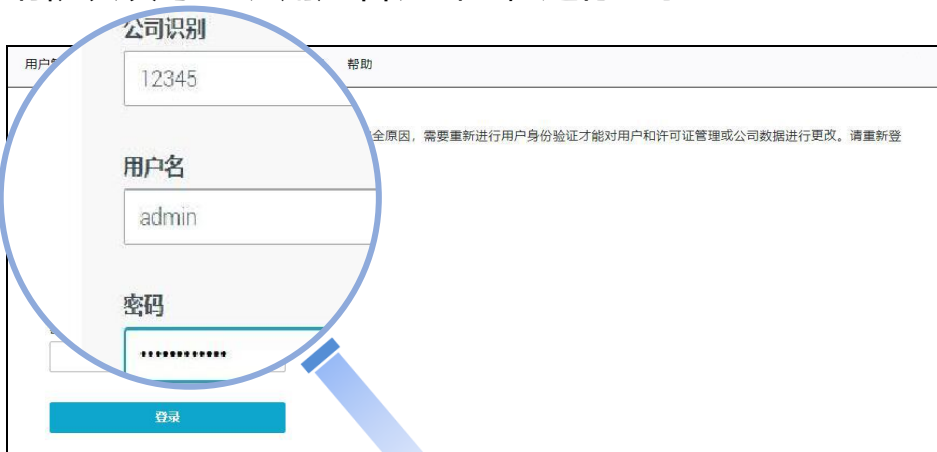 公司识别
用户 帮助
12345
全原因，需要重新进行用户身份验证才能对用户和许可证管理或公司数据进行更改。请重新登
用户名
admin
密码
************
登录